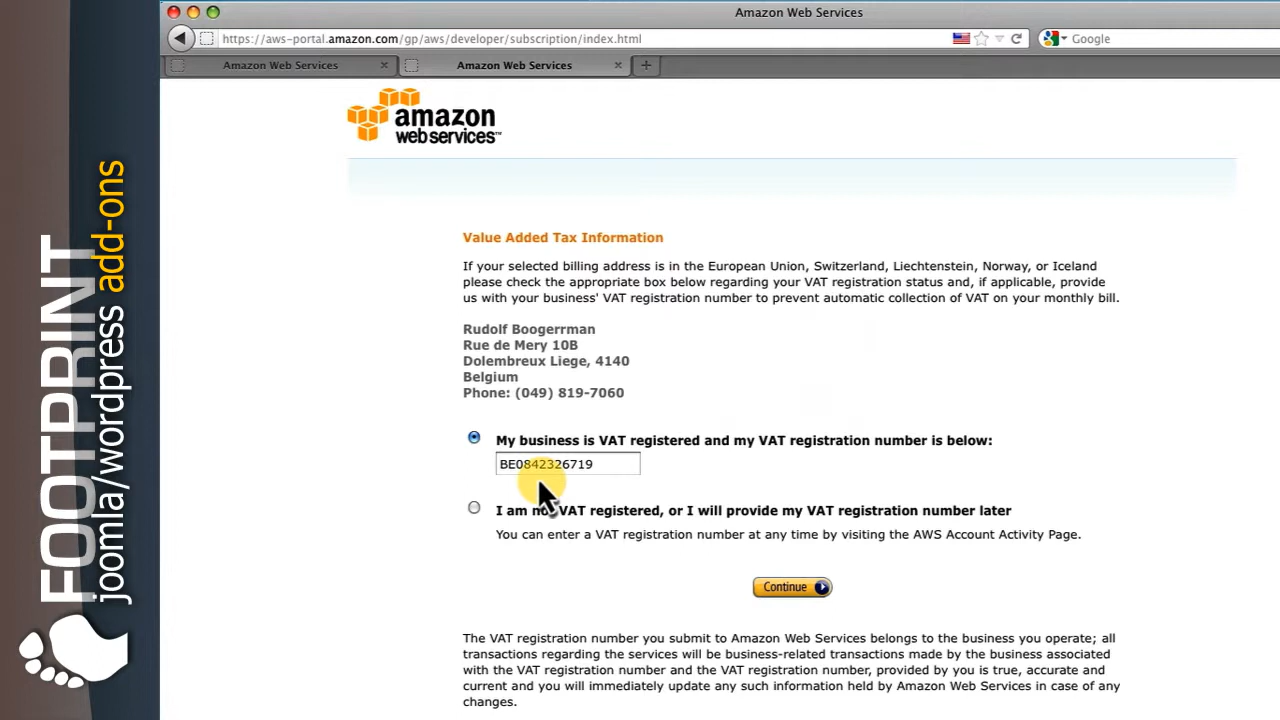 Amazon Web Services
https://aws-portal.amazon.com/gp/aws/developer/subscription/index.html
Google
Amazon Web Services
Amazon Web Services
amazon
webservices™
FOOTPRINT
joomla/wordpress add-ons
Value Added Tax Information
If your selected billing address is in the European Union, Switzerland, Liechtenstein, Norway, or Iceland
please check the appropriate box below regarding your VAT registration status and, if applicable, provide
us with your business' VAT registration number to prevent automatic collection of VAT on your monthly bill.
Rudolf Boogerrman
Rue de Mery 10B
Dolembreux Liege, 4140
Belgium
Phone: (049) 819-7060
My business is VAT registered and my VAT registration number is below:
BE0842326719
I am VAT registered, or I will provide my VAT registration number later
You can enter a VAT registration number at any time by visiting the AWS Account Activity Page.
Continue
The VAT registration number you submit to Amazon Web Services belongs to the business you operate; all
transactions regarding the services will be business-related transactions made by the business associated
with the VAT registration number and the VAT registration number, provided by you is true, accurate and
current and you will immediately update any such information held by Amazon Web Services in case of any
changes.